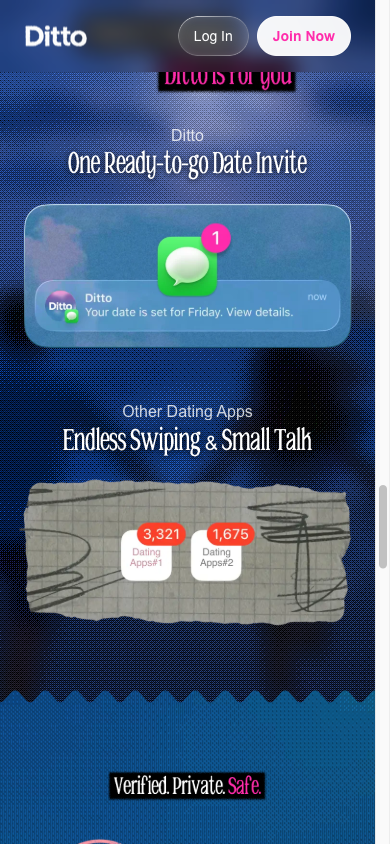 Ditto
Log In
Join Now
Ditto is for you
Ditto
One Ready-to-go Date Invite
1
Ditto
Ditto
now
Your date is set for Friday. View details.
Other Dating Apps
Endless Swiping & Small Talk
3,321
1,675
Dating
Apps#1
Dating
Apps#2
Verified. Private. Safe.